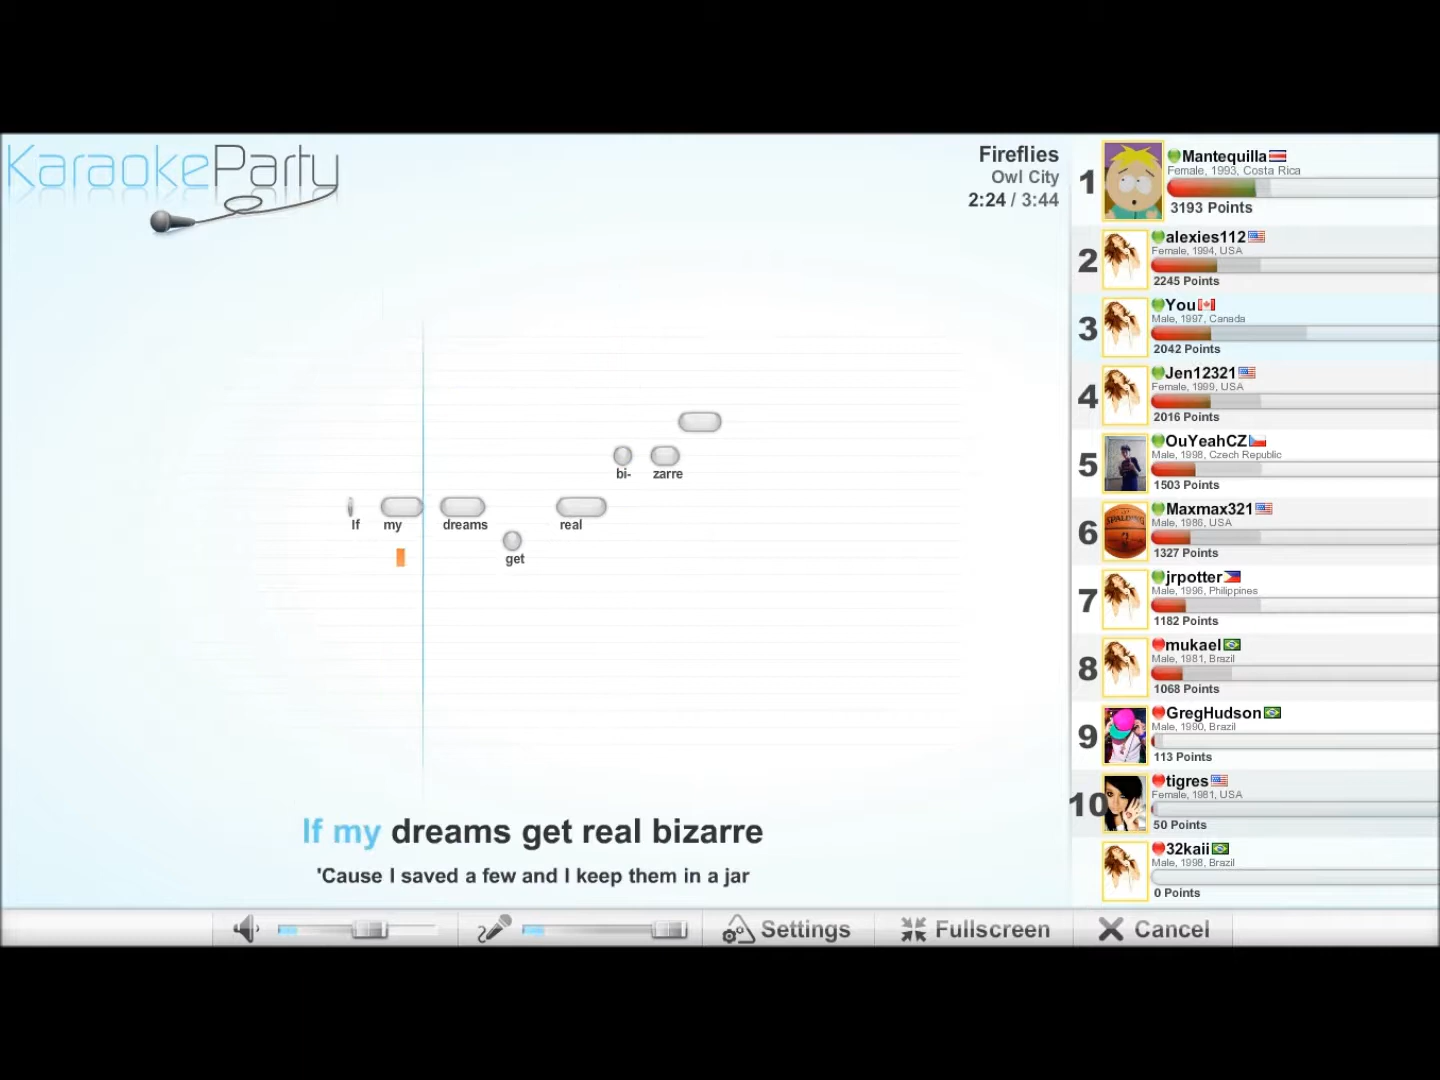 KaraokeParty
Fireflies
Owl City
2:24 / 3:44
If my dreams get real
bi- zarre
If my dreams get real bizarre
'Cause I saved a few and I keep them in a jar
Settings
Fullscreen
Cancel
1
Mantequilla
Female, 1993, Costa Rica
3193 Points
2
alexies112
Female, 1994, USA
2245 Points
3
You
Male, 1997, Canada
2042 Points
4
Jen12321
Female, 1999, USA
2016 Points
5
OuYeahCZ
Male, 1998, Czech Republic
1503 Points
6
SPALDING
Maxmax321
Male, 1986, USA
1327 Points
7
jrpotter
Male, 1996, Philippines
1182 Points
8
mukael
Male, 1981, Brazil
1068 Points
9
GregHudson
Male, 1990, Brazil
113 Points
10
tigres
Female, 1981, USA
50 Points
32kaii
Male, 1998, Brazil
0 Points